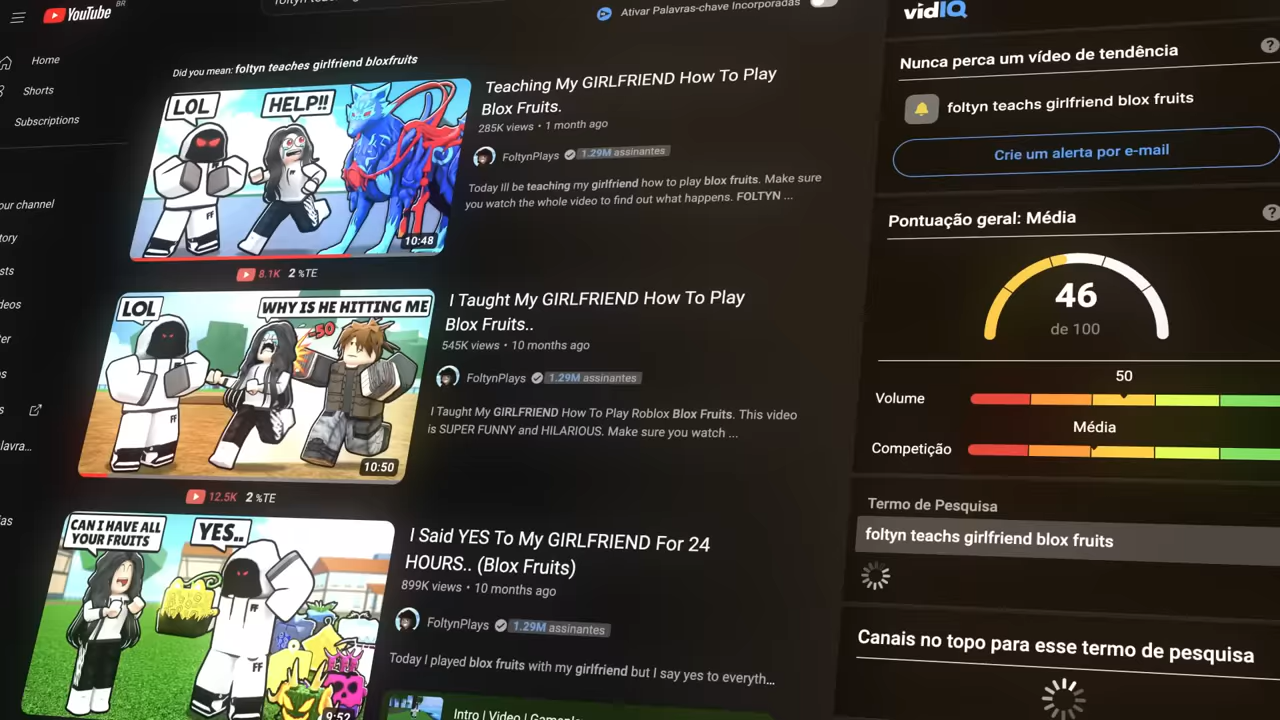 YouTube BR
Ativar Palavras-chave Incorporadas
vidIQ
Home
Shorts
Subscriptions
Did you mean: foltyn teaches girlfriend bloxfruits
LOL
HELP!!
FF
10:48
8.1K 2 %TE
Teaching My GIRLFRIEND How To Play
Blox Fruits.
285K views • 1 month ago
FoltynPlays 1.29M assinantes
Today Ill be teaching my girlfriend how to play blox fruits. Make sure
you watch the whole video to find out what happens. FOLTYN ...
LOL
WHY IS HE HITTING ME
-50
FF
10:50
12.5K 2 %TE
I Taught My GIRLFRIEND How To Play
Blox Fruits..
545K views • 10 months ago
FoltynPlays 1.29M assinantes
I Taught My GIRLFRIEND How To Play Roblox Blox Fruits. This video
is SUPER FUNNY and HILARIOUS. Make sure you watch ...
CAN I HAVE ALL
YOUR FRUITS
YES..
FF
FF
9:52
I Said YES To My GIRLFRIEND For 24
HOURS.. (Blox Fruits)
899K views • 10 months ago
FoltynPlays 1.29M assinantes
Today I played blox fruits with my girlfriend but I say yes to everyth...
Intro | Video | Gamepl
Nunca perca um vídeo de tendência
?
foltyn teachs girlfriend blox fruits
Crie um alerta por e-mail
Pontuação geral: Média
?
46
de 100
50
Volume
Média
Competição
Termo de Pesquisa
foltyn teachs girlfriend blox fruits
Canais no topo para esse termo de pesquisa